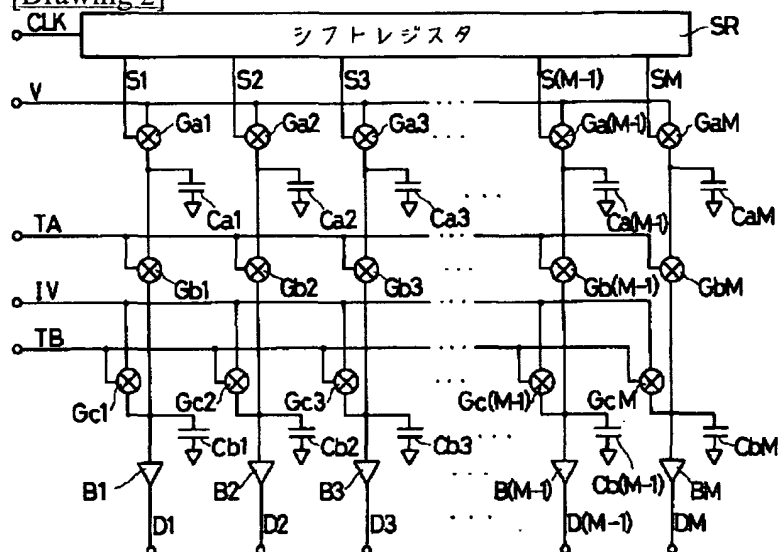 [Drawing 2]
CLK シフトレジスタ SR
S1 S2 S3 S(M-1) SM
V
Ga1 Ga2 Ga3 Ga(M-1) GaM
Ca1 Ca2 Ca3 Ca(M-1) CaM
TA
Gb1 Gb2 Gb3 Gb(M-1) GbM
IV
TB
Gc1 Gc2 Gc3 Gc(M-1) GcM
Cb1 Cb2 Cb3 Cb(M-1) CbM
B1 B2 B3 B(M-1) BM
D1 D2 D3 D(M-1) DM